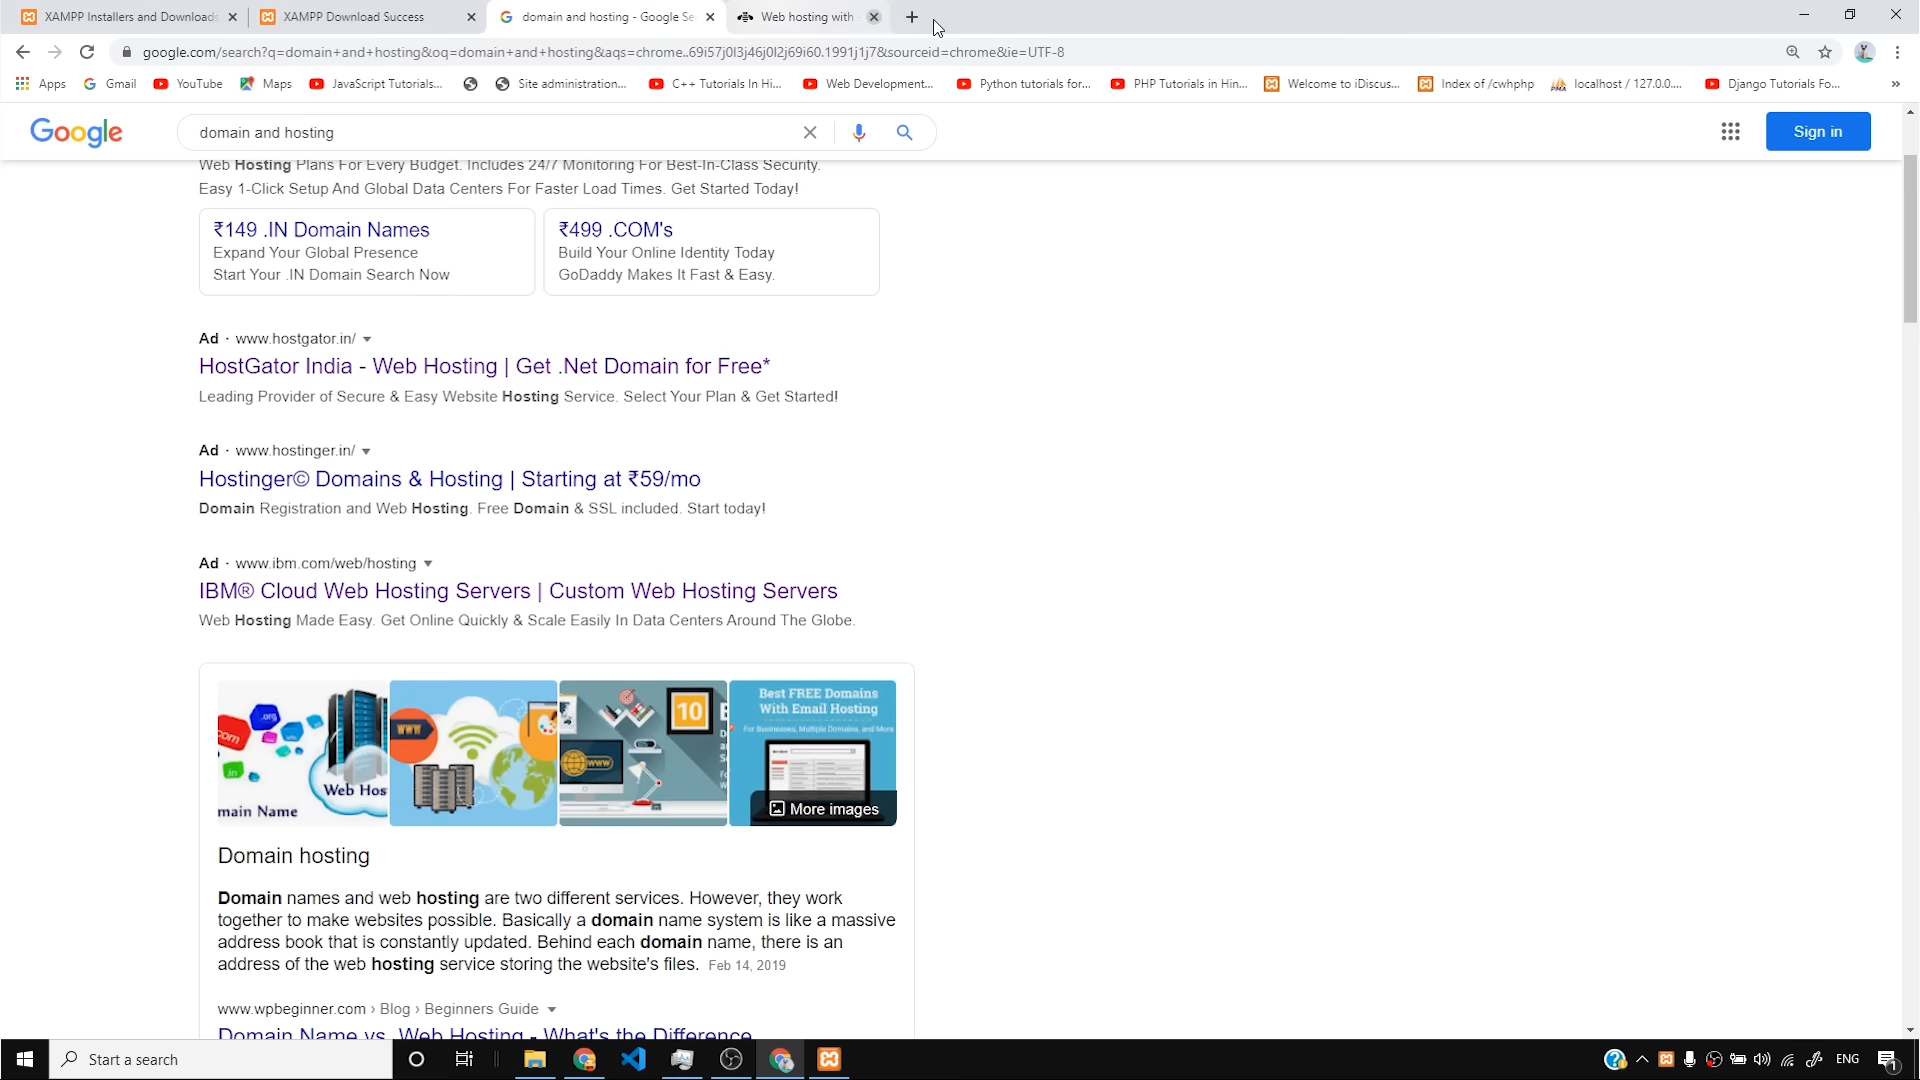 XAMPP Installers and Downloads
XAMPP Download Success
domain and hosting - Google Se
Web hosting with
google.com/search?q=domain+and+hosting&oq=domain+and+hosting&aqs=chrome..69i57j0l3j46j0l2j69i60.1991j1j7&sourceid=chrome&ie=UTF-8
Apps
Gmail
YouTube
Maps
JavaScript Tutorials...
Site administration...
C++ Tutorials In Hi...
Web Development...
Python tutorials for...
PHP Tutorials in Hin...
Welcome to iDiscus...
Index of /cwhphp
localhost / 127.0.0....
Django Tutorials Fo...
Google
domain and hosting
Sign in
Web Hosting Plans For Every Budget. Includes 24/7 Monitoring For Best-In-Class Security.
Easy 1-Click Setup And Global Data Centers For Faster Load Times. Get Started Today!
₹149 .IN Domain Names
Expand Your Global Presence
Start Your .IN Domain Search Now
₹499 .COM's
Build Your Online Identity Today
GoDaddy Makes It Fast & Easy.
Ad · www.hostgator.in/
HostGator India - Web Hosting | Get .Net Domain for Free*
Leading Provider of Secure & Easy Website Hosting Service. Select Your Plan & Get Started!
Ad · www.hostinger.in/
Hostinger© Domains & Hosting | Starting at ₹59/mo
Domain Registration and Web Hosting. Free Domain & SSL included. Start today!
Ad · www.ibm.com/web/hosting
IBM® Cloud Web Hosting Servers | Custom Web Hosting Servers
Web Hosting Made Easy. Get Online Quickly & Scale Easily In Data Centers Around The Globe.
.org
com
.in
Web Hos
main Name
WWW
10
WWW
Best FREE Domains
With Email Hosting
For Businesses, Multiple Domains, and More
More images
Domain hosting
Domain names and web hosting are two different services. However, they work
together to make websites possible. Basically a domain name system is like a massive
address book that is constantly updated. Behind each domain name, there is an
address of the web hosting service storing the website's files. Feb 14, 2019
www.wpbeginner.com › Blog › Beginners Guide
Domain Name vs. Web Hosting - What's the Difference
Start a search
ENG
1